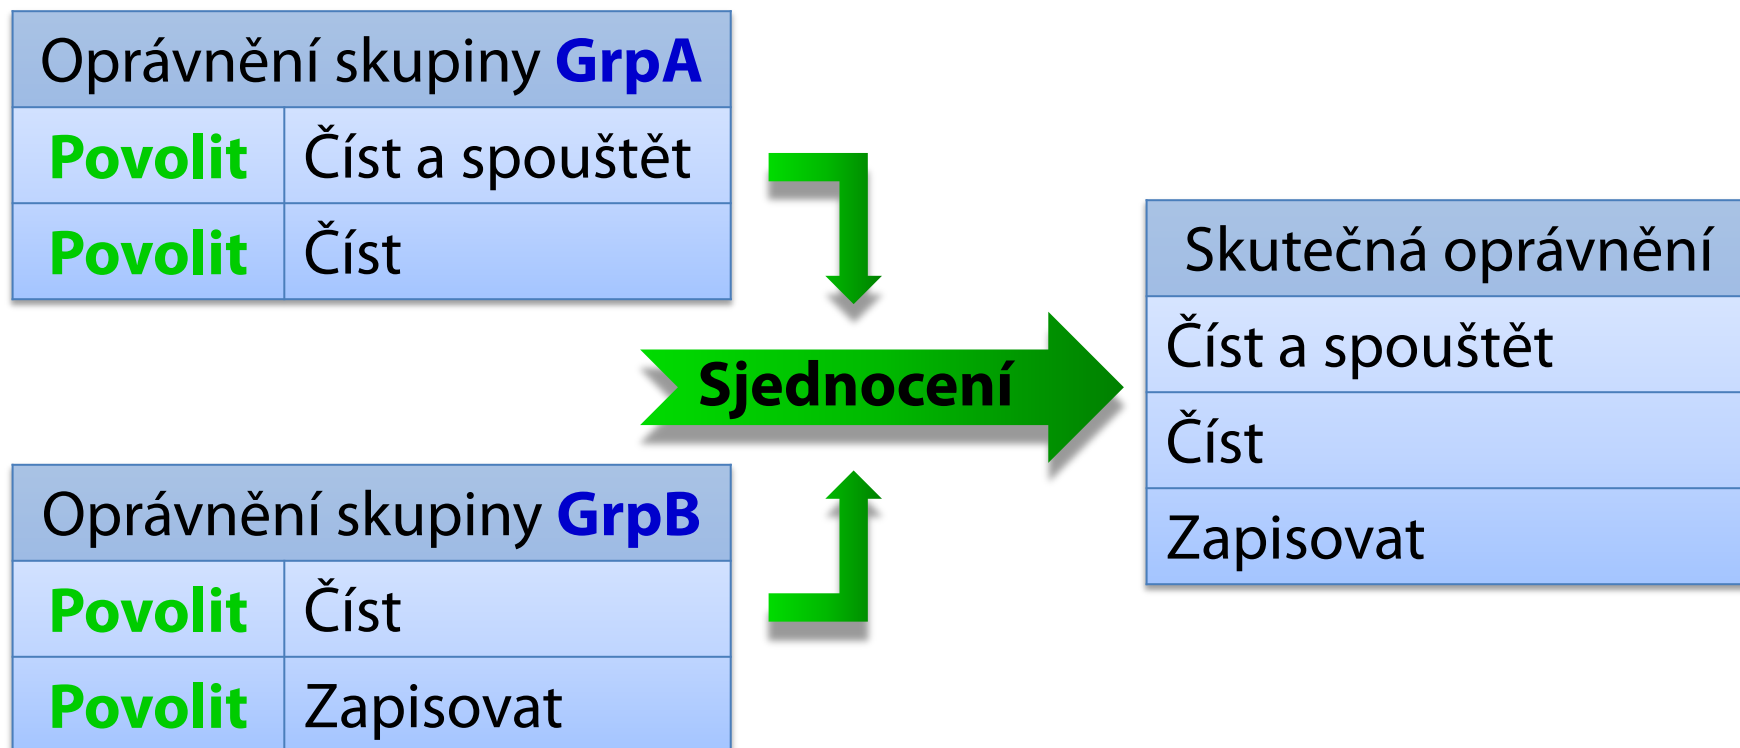 Oprávnění skupiny GrpA
Povolit Číst a spouštět
Povolit Číst
Sjednocení
Oprávnění skupiny GrpB
Povolit Číst
Povolit Zapisovat
Skutečná oprávnění
Číst a spouštět
Číst
Zapisovat